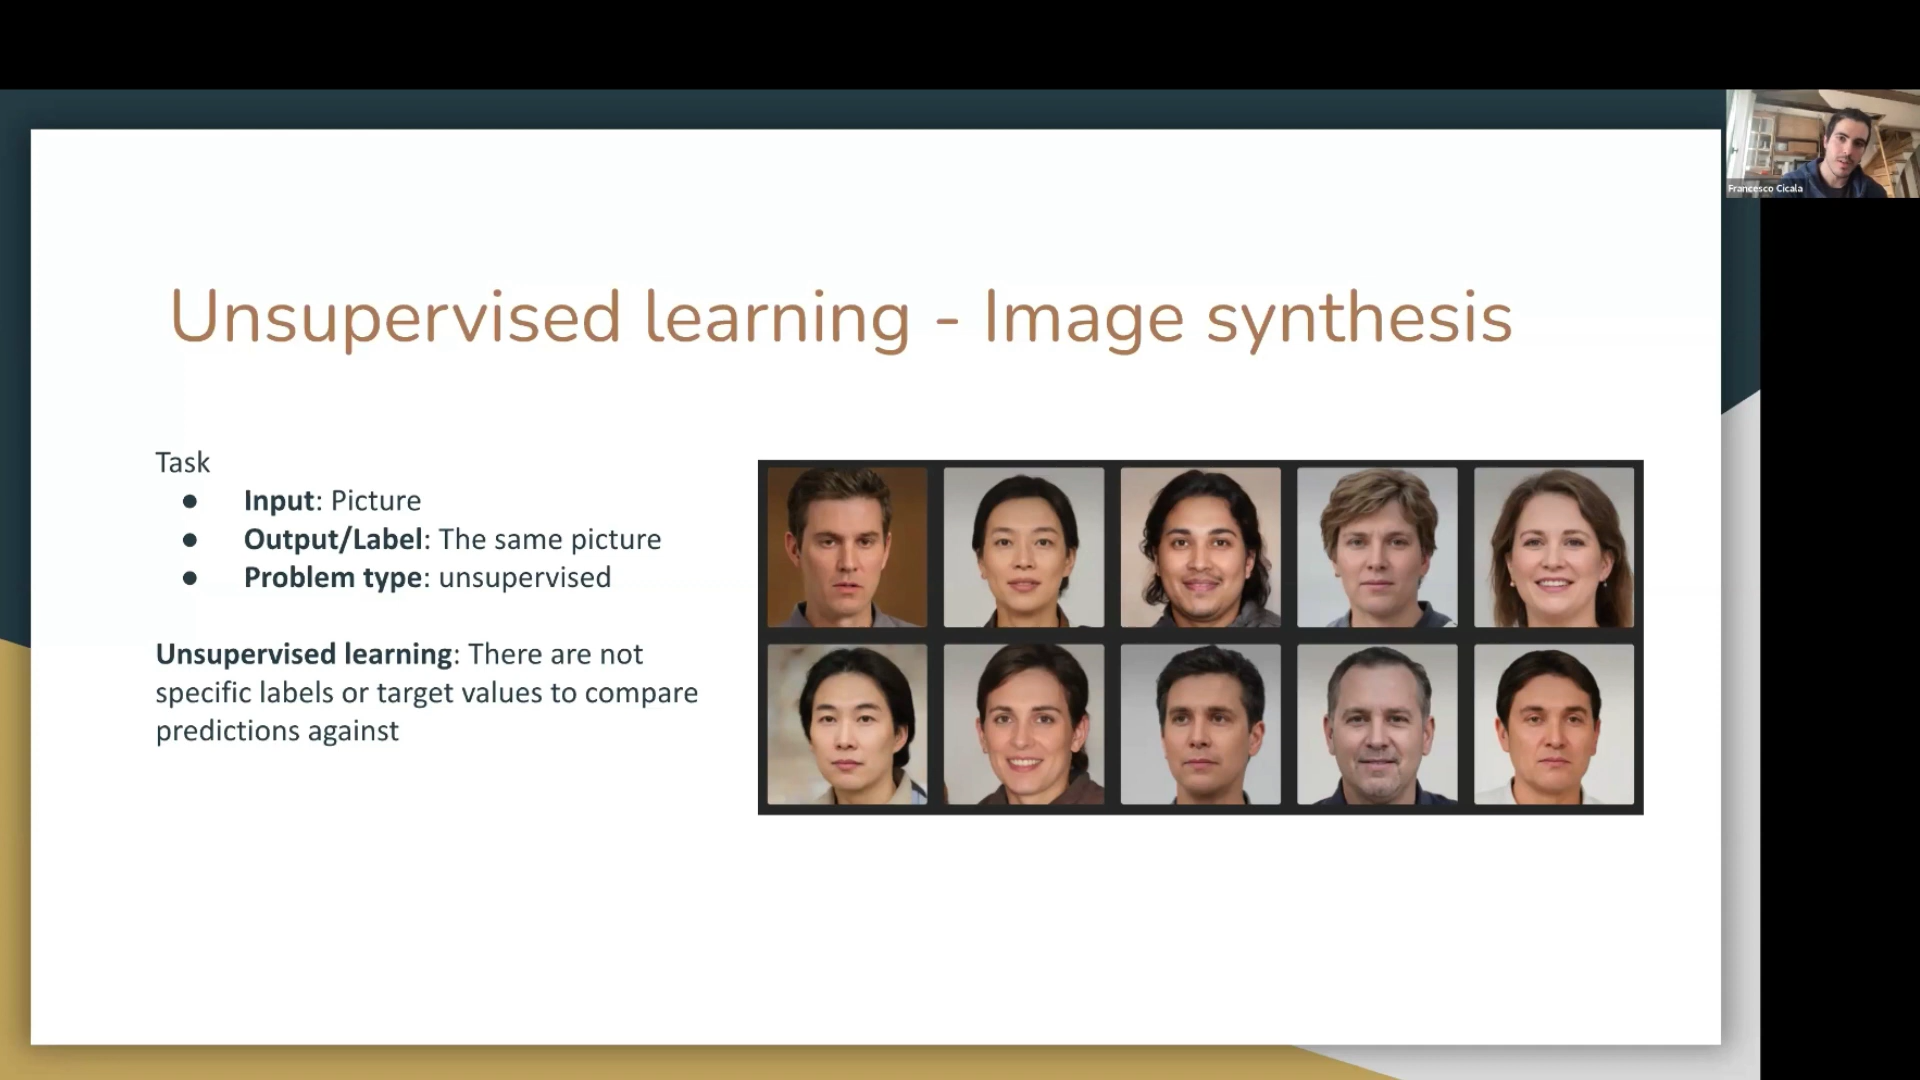 Francesco Cicala
Unsupervised learning - Image synthesis
Task
● Input: Picture
● Output/Label: The same picture
● Problem type: unsupervised
Unsupervised learning: There are not
specific labels or target values to compare
predictions against